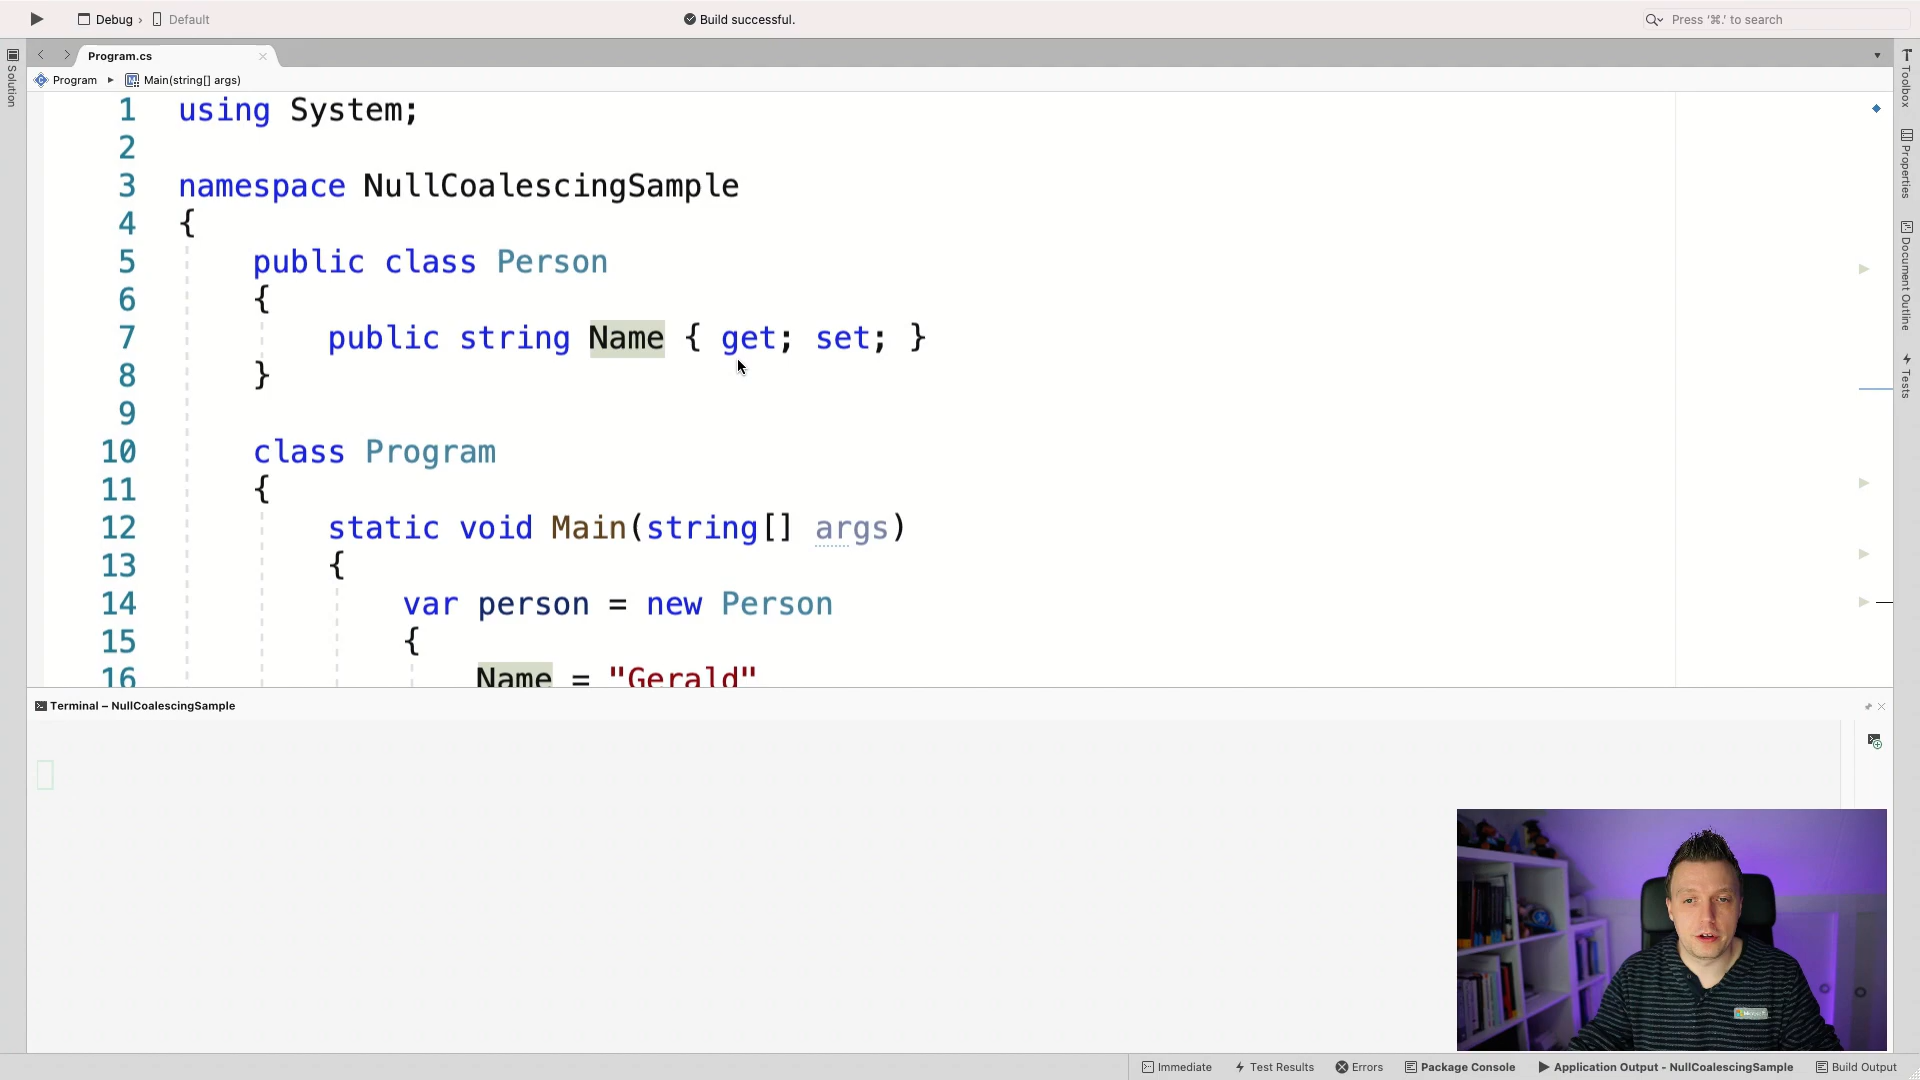 Debug › Default
Build successful.
Press '⌘.' to search
Solution
Program.cs
Program ▸ Main(string[] args)
1 using System;
2
3 namespace NullCoalescingSample
4 {
5 public class Person
6 {
7 public string Name { get; set; }
8 }
9
10 class Program
11 {
12 static void Main(string[] args)
13 {
14 var person = new Person
15 {
16 Name = "Gerald"
Toolbox
Properties
Document Outline
Tests
Terminal – NullCoalescingSample
Immediate Test Results Errors Package Console Application Output - NullCoalescingSample Build Output